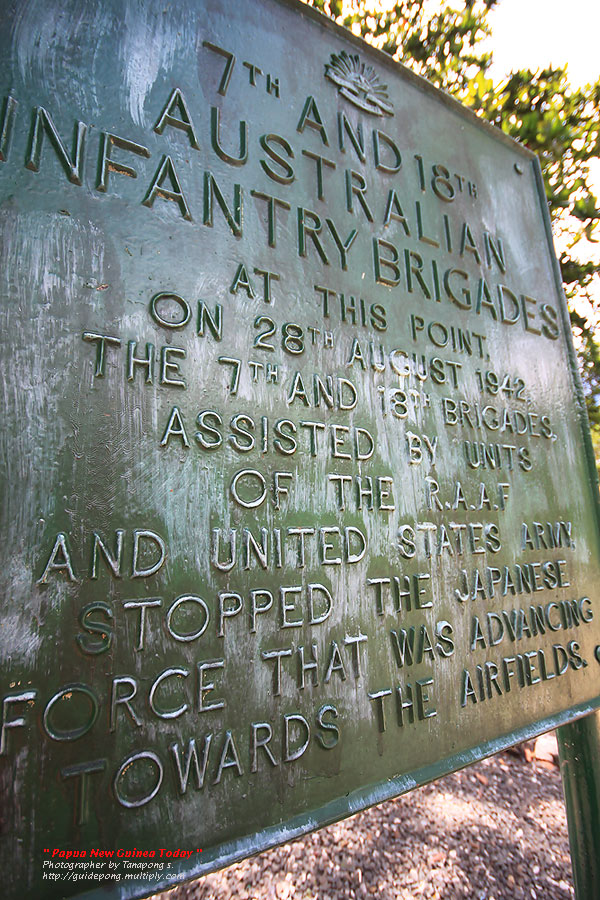 7TH AND 18TH
AUSTRALIAN
INFANTRY BRIGADES
AT THIS POINT,
ON 28TH AUGUST 1942,
THE 7TH AND 18TH BRIGADES,
ASSISTED BY UNITS
OF THE R.A.A.F
AND UNITED STATES ARMY,
STOPPED THE JAPANESE
FORCE THAT WAS ADVANCING
TOWARDS THE AIRFIELDS.
" Papua New Guinea Today "
Photographer by Tanapong s.
http://guidepong.multiply.com